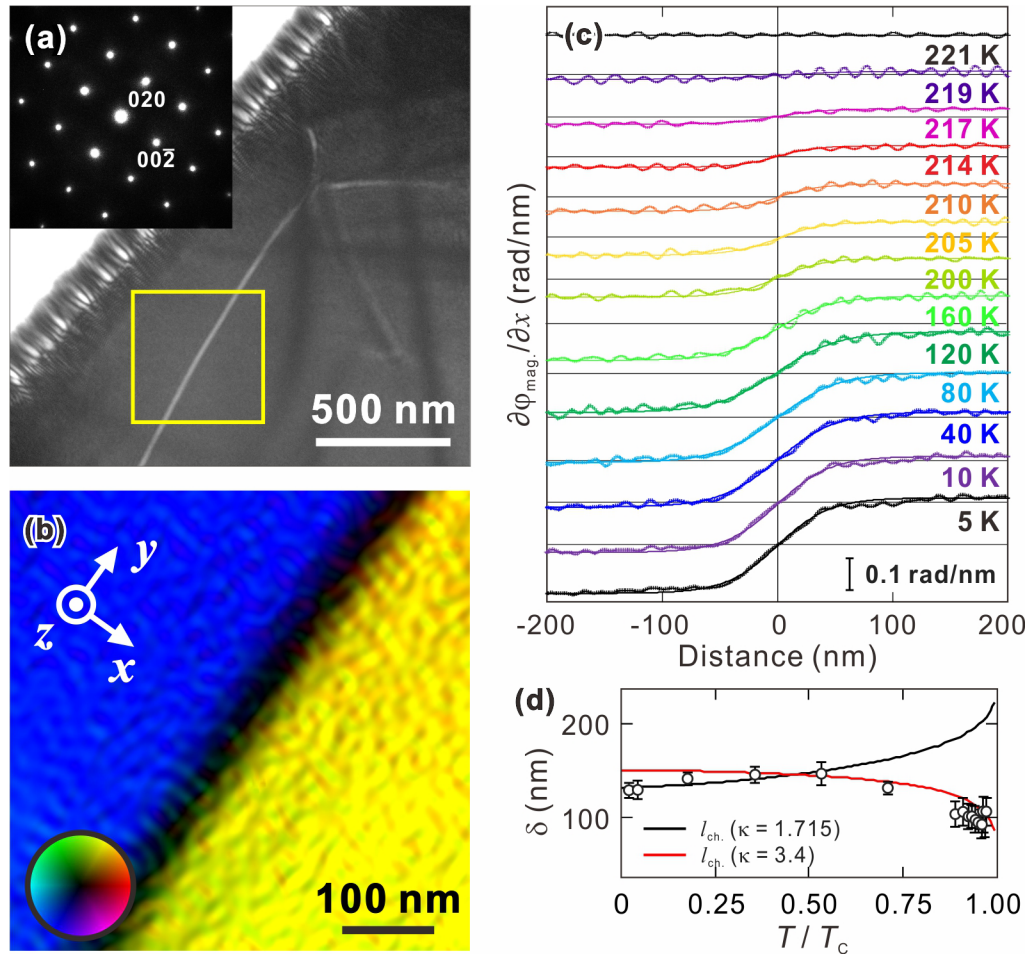 (a)
020
002̅
500 nm
(b)
y
z
x
100 nm
(c)
221 K
219 K
217 K
214 K
210 K
205 K
200 K
160 K
120 K
80 K
40 K
10 K
5 K
0.1 rad/nm
∂φmag./∂x (rad/nm)
-200 -100 0 100 200
Distance (nm)
(d)
200
100
δ (nm)
lch. (κ = 1.715)
lch. (κ = 3.4)
0 0.25 0.50 0.75 1.00
T / TC